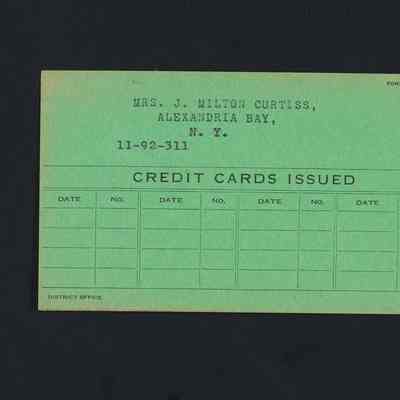 FORM
MRS. J. MILTON CURTISS,
ALEXANDRIA BAY,
N. Y.
11-92-311
CREDIT CARDS ISSUED
DATE NO. DATE NO. DATE NO. DATE
DISTRICT OFFICE